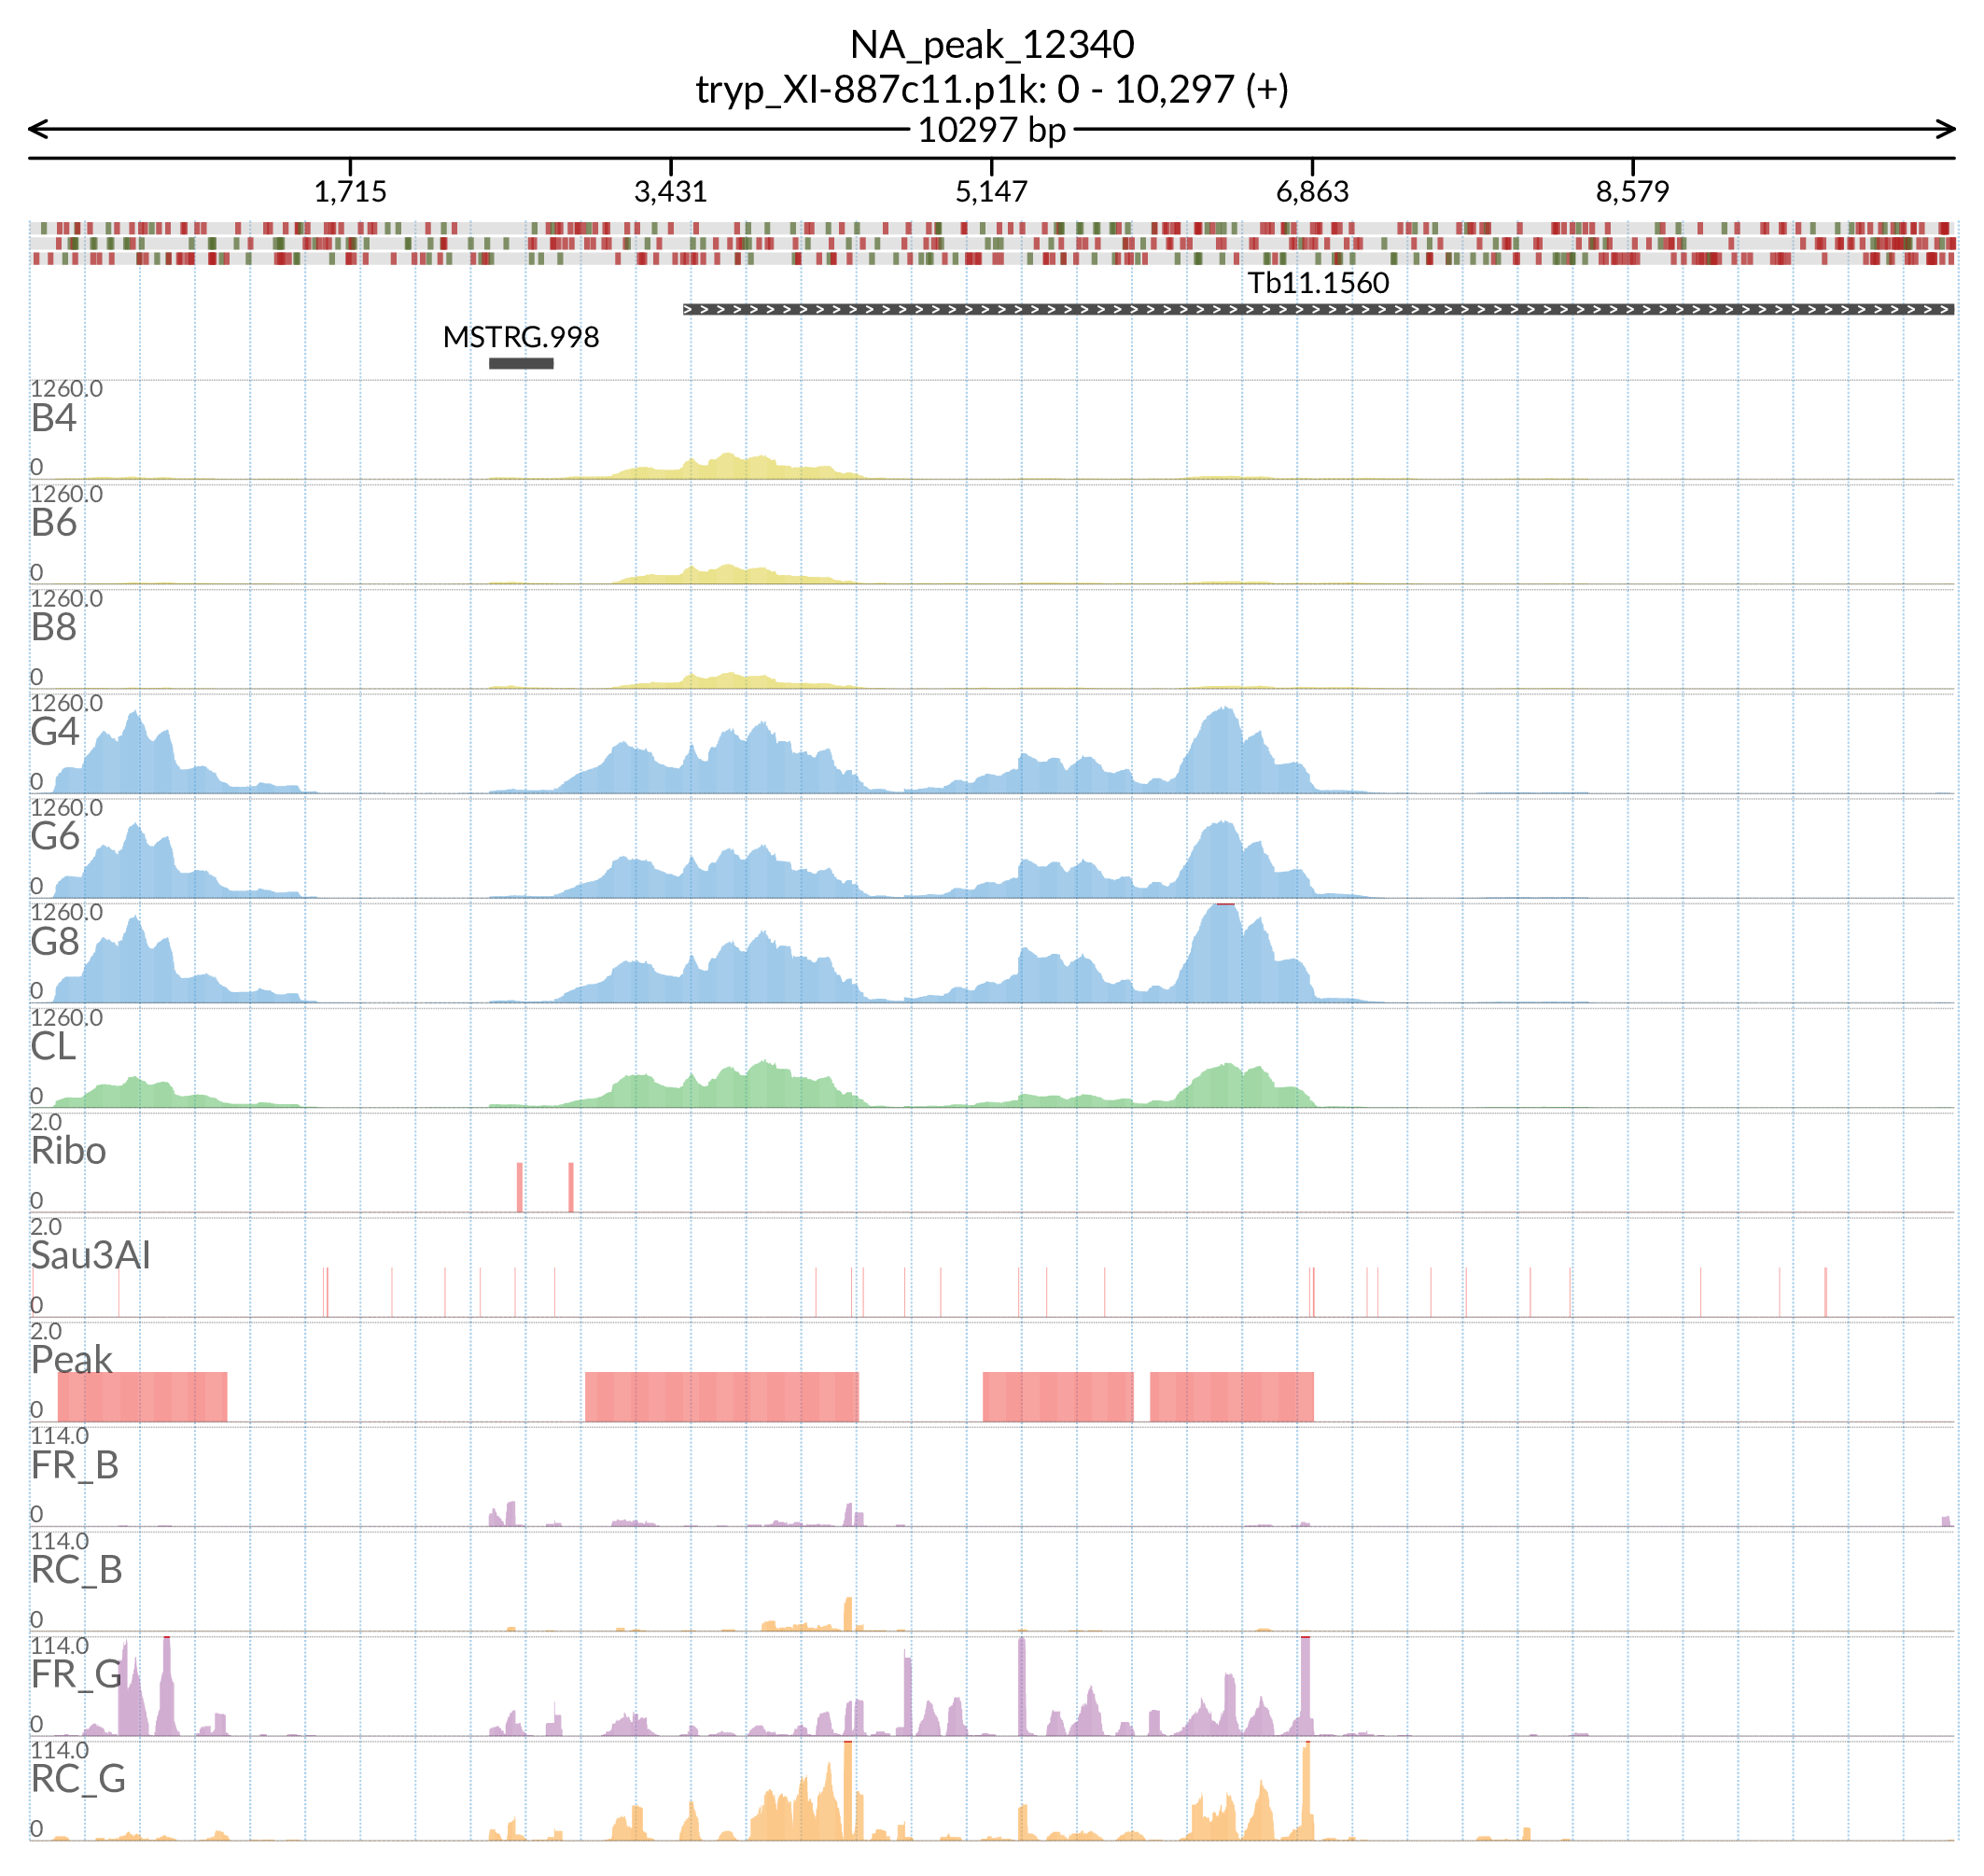 NA_peak_12340
tryp_XI-887c11.p1k: 0 - 10,297 (+)
10297 bp
1,715 3,431 5,147 6,863 8,579
Tb11.1560
MSTRG.998
1260.0
B4
0
1260.0
B6
0
1260.0
B8
0
1260.0
G4
0
1260.0
G6
0
1260.0
G8
0
1260.0
CL
0
2.0
Ribo
0
2.0
Sau3AI
0
2.0
Peak
0
114.0
FR_B
0
114.0
RC_B
0
114.0
FR_G
0
114.0
RC_G
0